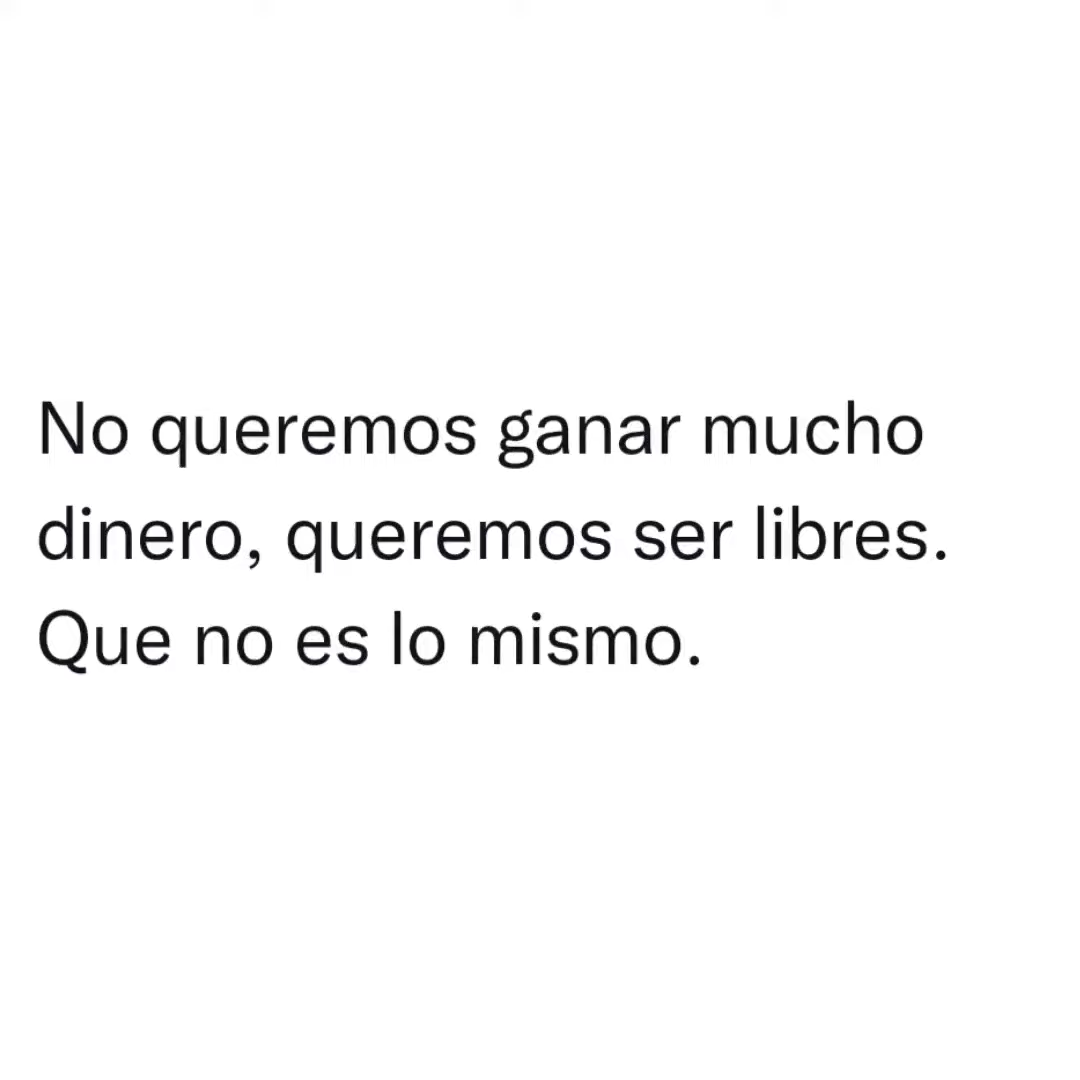 No queremos ganar mucho
dinero, queremos ser libres.
Que no es lo mismo.